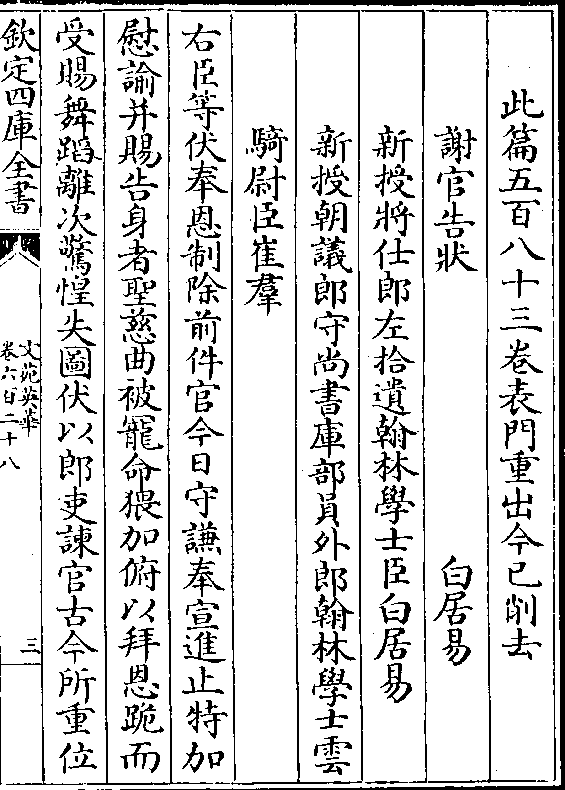 此篇五百八十三卷表門重出今已削去
謝官告狀 白居易
新授將仕郎左拾遺翰林學士臣白居易
新授朝議郎守尚書庫部員外郎翰林學士雲
騎尉臣崔羣
右臣等伏奉恩制除前件官今日守謙奉宣進止特加
慰諭并賜告身者聖慈曲被寵命猥加俯以拜恩跪而
受賜舞蹈離次驚惶失圖伏以郎吏諫官古今所重位
欽定四庫全書
文苑英華
卷六百二十八
三